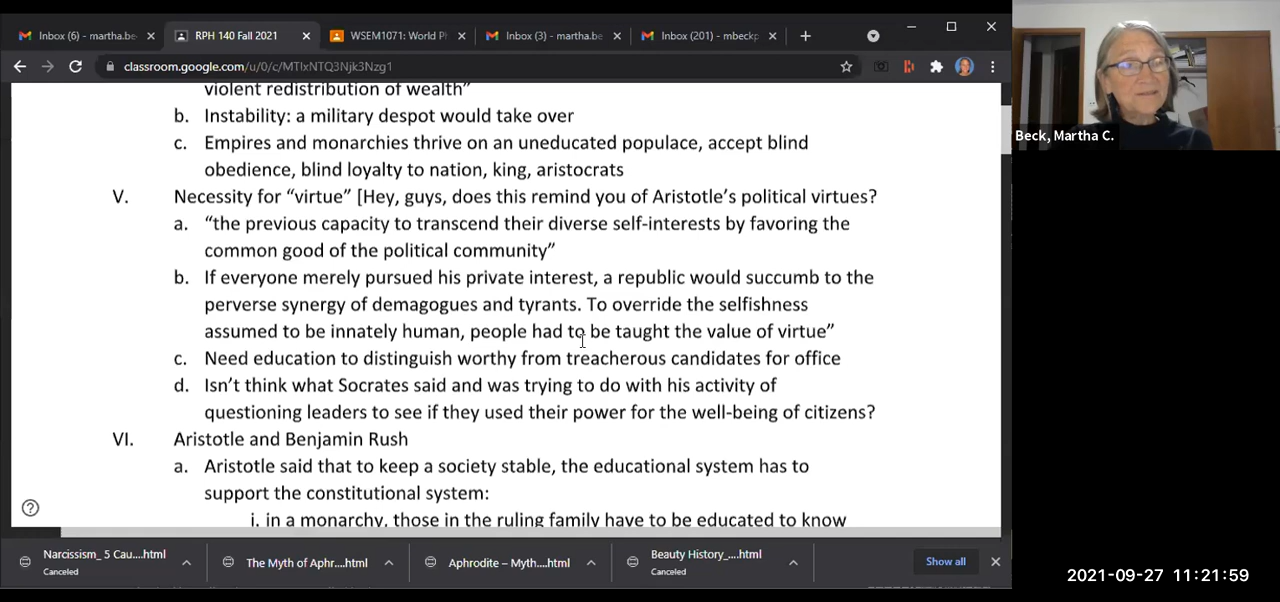 Inbox (6) - martha.be
RPH 140 Fall 2021
WSEM1071: World P
Inbox (3) - martha.be
Inbox (201) - mbeckp
classroom.google.com/u/0/c/MTIxNTQ3Njk3Nzg1
violent redistribution of wealth"
b. Instability: a military despot would take over
c. Empires and monarchies thrive on an uneducated populace, accept blind
obedience, blind loyalty to nation, king, aristocrats
V. Necessity for "virtue" [Hey, guys, does this remind you of Aristotle's political virtues?
a. "the previous capacity to transcend their diverse self-interests by favoring the
common good of the political community"
b. If everyone merely pursued his private interest, a republic would succumb to the
perverse synergy of demagogues and tyrants. To override the selfishness
assumed to be innately human, people had to be taught the value of virtue"
c. Need education to distinguish worthy from treacherous candidates for office
d. Isn't think what Socrates said and was trying to do with his activity of
questioning leaders to see if they used their power for the well-being of citizens?
VI. Aristotle and Benjamin Rush
a. Aristotle said that to keep a society stable, the educational system has to
support the constitutional system:
i. in a monarchy, those in the ruling family have to be educated to know
Beck, Martha C.
Narcissism_ 5 Cau....html
Canceled
The Myth of Aphr....html
Aphrodite – Myth....html
Beauty History_....html
Canceled
Show all
2021-09-27 11:21:59